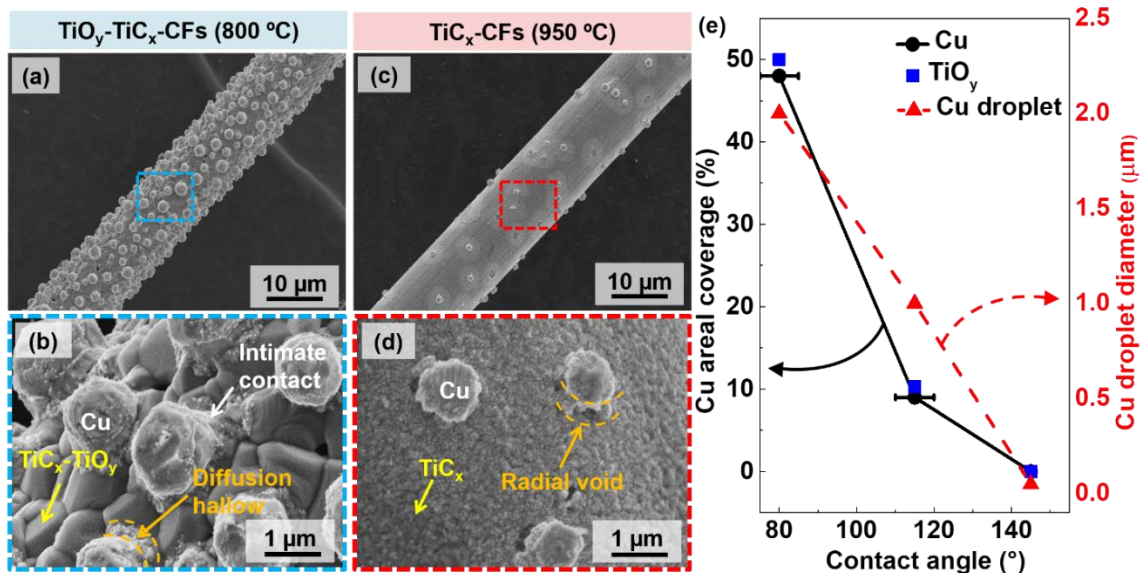 TiOy-TiCx-CFs (800 ºC)
TiCx-CFs (950 ºC)
(a)
10 µm
(c)
10 µm
(b)
Intimate
contact
Cu
TiCx-TiOy
Diffusion
hallow
1 µm
(d)
Cu
TiCx
Radial void
1 µm
(e)
Cu
TiOy
Cu droplet
Cu areal coverage (%)
50
40
30
20
10
0
80
100
120
140
Contact angle (°)
2.5
2.0
1.5
1.0
0.5
0.0
Cu droplet diameter (µm)